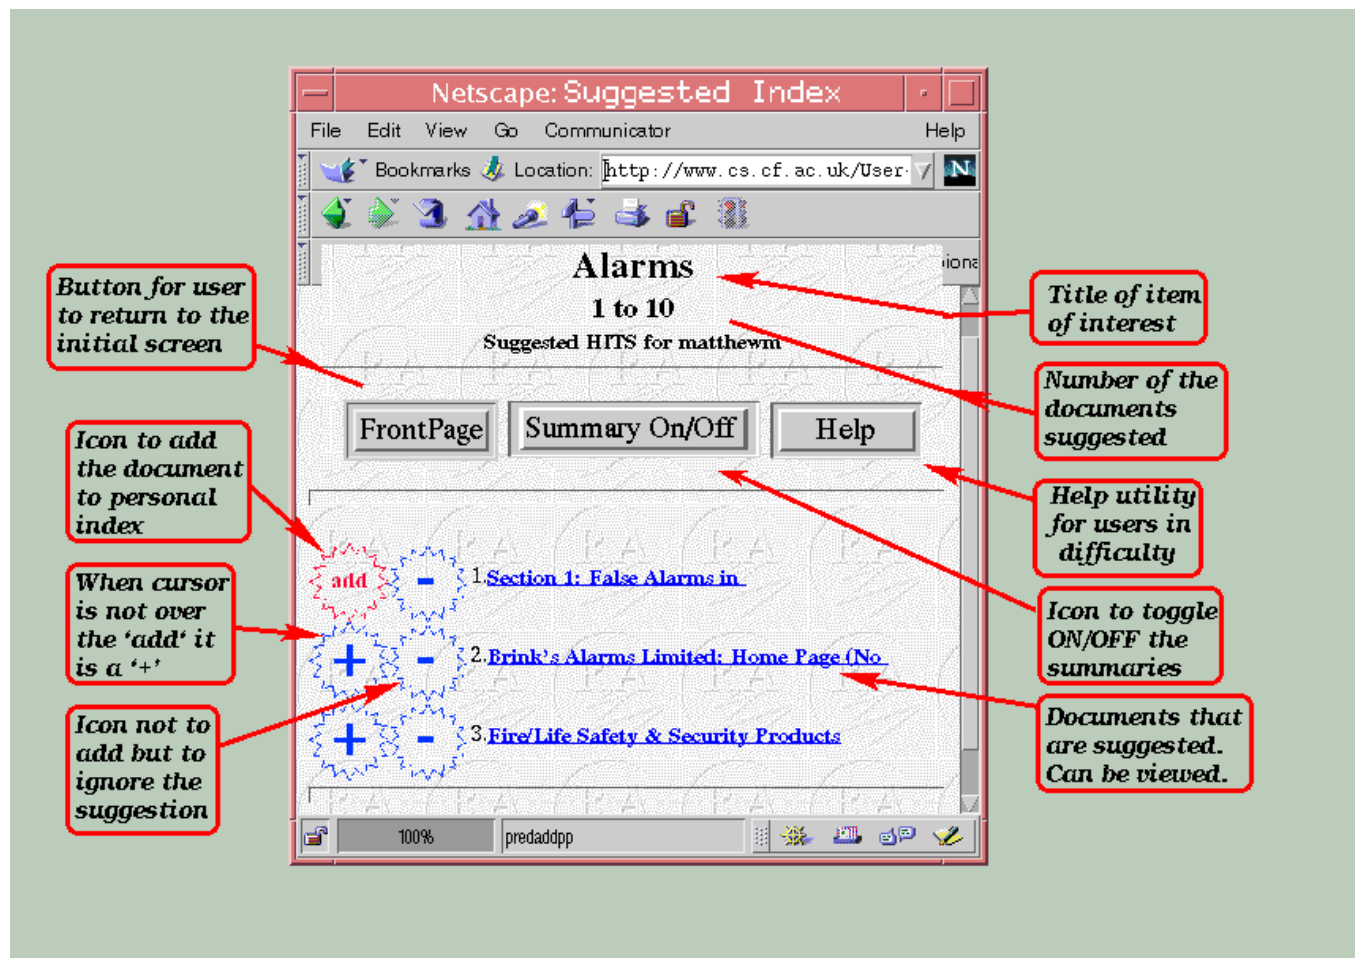 Netscape: Suggested Index
File Edit View Go Communicator Help
Bookmarks Location: http://www.cs.cf.ac.uk/User
N
Alarms
1 to 10
Suggested HITS for matthewm
FrontPage Summary On/Off Help
add - 1. Section 1: False Alarms in
+ - 2. Brink's Alarms Limited: Home Page (No
+ - 3. Fire/Life Safety & Security Products
100% predaddpp
Button for user
to return to the
initial screen
Icon to add
the document
to personal
index
When cursor
is not over
the 'add' it
is a '+'
Icon not to
add but to
ignore the
suggestion
Title of item
of interest
Number of the
documents
suggested
Help utility
for users in
difficulty
Icon to toggle
ON/OFF the
summaries
Documents that
are suggested.
Can be viewed.